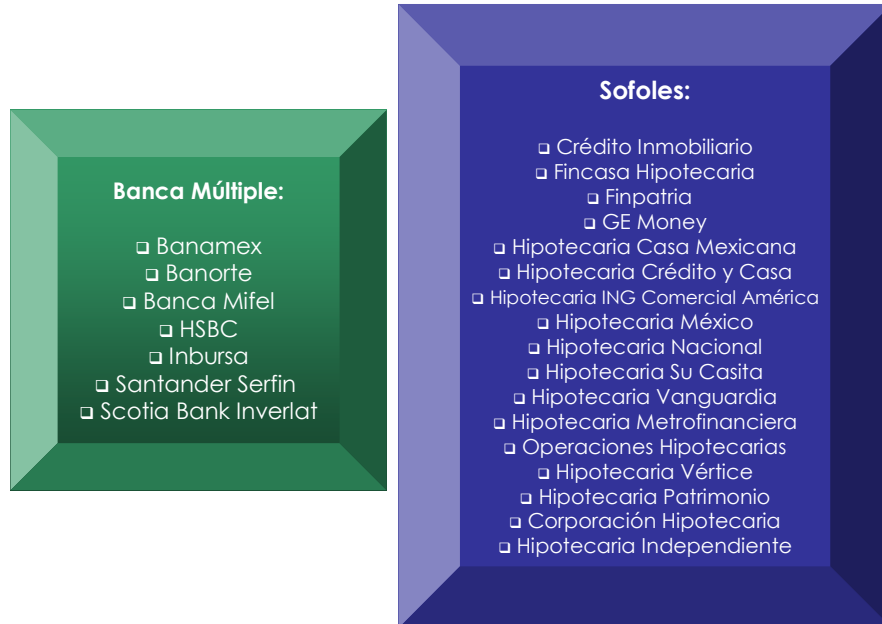 Banca Múltiple:
❑ Banamex
❑ Banorte
❑ Banca Mifel
❑ HSBC
❑ Inbursa
❑ Santander Serfin
❑ Scotia Bank Inverlat
Sofoles:
❑ Crédito Inmobiliario
❑ Fincasa Hipotecaria
❑ Finpatria
❑ GE Money
❑ Hipotecaria Casa Mexicana
❑ Hipotecaria Crédito y Casa
❑ Hipotecaria ING Comercial América
❑ Hipotecaria México
❑ Hipotecaria Nacional
❑ Hipotecaria Su Casita
❑ Hipotecaria Vanguardia
❑ Hipotecaria Metrofinanciera
❑ Operaciones Hipotecarias
❑ Hipotecaria Vértice
❑ Hipotecaria Patrimonio
❑ Corporación Hipotecaria
❑ Hipotecaria Independiente